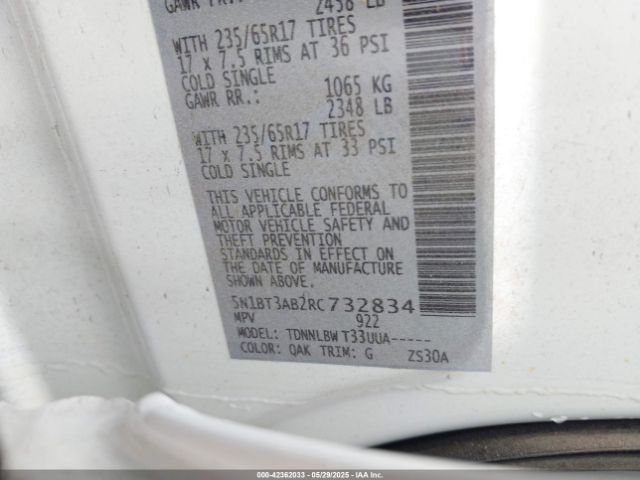 GAWR FRT.: 2458 LB
WITH 235/65R17 TIRES
17 x 7.5 RIMS AT 36 PSI
COLD SINGLE
GAWR RR.: 1065 KG
2348 LB
WITH 235/65R17 TIRES
17 x 7.5 RIMS AT 33 PSI
COLD SINGLE
THIS VEHICLE CONFORMS TO
ALL APPLICABLE FEDERAL
MOTOR VEHICLE SAFETY AND
THEFT PREVENTION
STANDARDS IN EFFECT ON
THE DATE OF MANUFACTURE
SHOWN ABOVE.
5N1BT3AB2RC732834
MPV 922
MODEL: TDNNLBW T33UUA-----
COLOR: QAK TRIM: G ZS30A
000-42362033 - 05/29/2025 - IAAI.COM